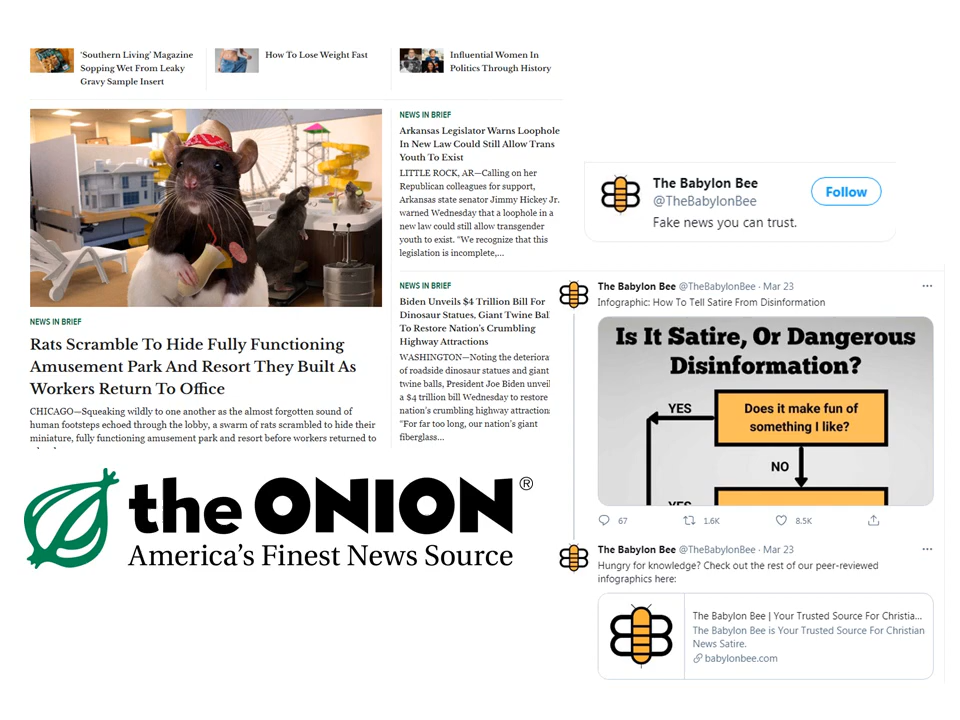 'Southern Living' Magazine
Sopping Wet From Leaky
Gravy Sample Insert
How To Lose Weight Fast
Influential Women In
Politics Through History
NEWS IN BRIEF
Rats Scramble To Hide Fully Functioning
Amusement Park And Resort They Built As
Workers Return To Office
CHICAGO—Squeaking wildly to one another as the almost forgotten sound of
human footsteps echoed through the lobby, a swarm of rats scrambled to hide their
miniature, fully functioning amusement park and resort before workers returned to
NEWS IN BRIEF
Arkansas Legislator Warns Loophole
In New Law Could Still Allow Trans
Youth To Exist
LITTLE ROCK, AR—Calling on her
Republican colleagues for support,
Arkansas state senator Jimmy Hickey Jr.
warned Wednesday that a loophole in a
new law could still allow transgender
youth to exist. "We recognize that this
legislation is incomplete,...
NEWS IN BRIEF
Biden Unveils $4 Trillion Bill For
Dinosaur Statues, Giant Twine Bal
To Restore Nation's Crumbling
Highway Attractions
WASHINGTON—Noting the deteriora
of roadside dinosaur statues and giant
twine balls, President Joe Biden unveil
a $4 trillion bill Wednesday to restore
nation's crumbling highway attractions
"For far too long, our nation's giant
fiberglass...
the ONION®
America's Finest News Source
The Babylon Bee
@TheBabylonBee
Follow
Fake news you can trust.
The Babylon Bee @TheBabylonBee · Mar 23
Infographic: How To Tell Satire From Disinformation
Is It Satire, Or Dangerous
Disinformation?
YES
Does it make fun of
something I like?
NO
YES
67 1.6K 8.5K
The Babylon Bee @TheBabylonBee · Mar 23
Hungry for knowledge? Check out the rest of our peer-reviewed
infographics here:
The Babylon Bee | Your Trusted Source For Christia...
The Babylon Bee is Your Trusted Source For Christian
News Satire.
babylonbee.com